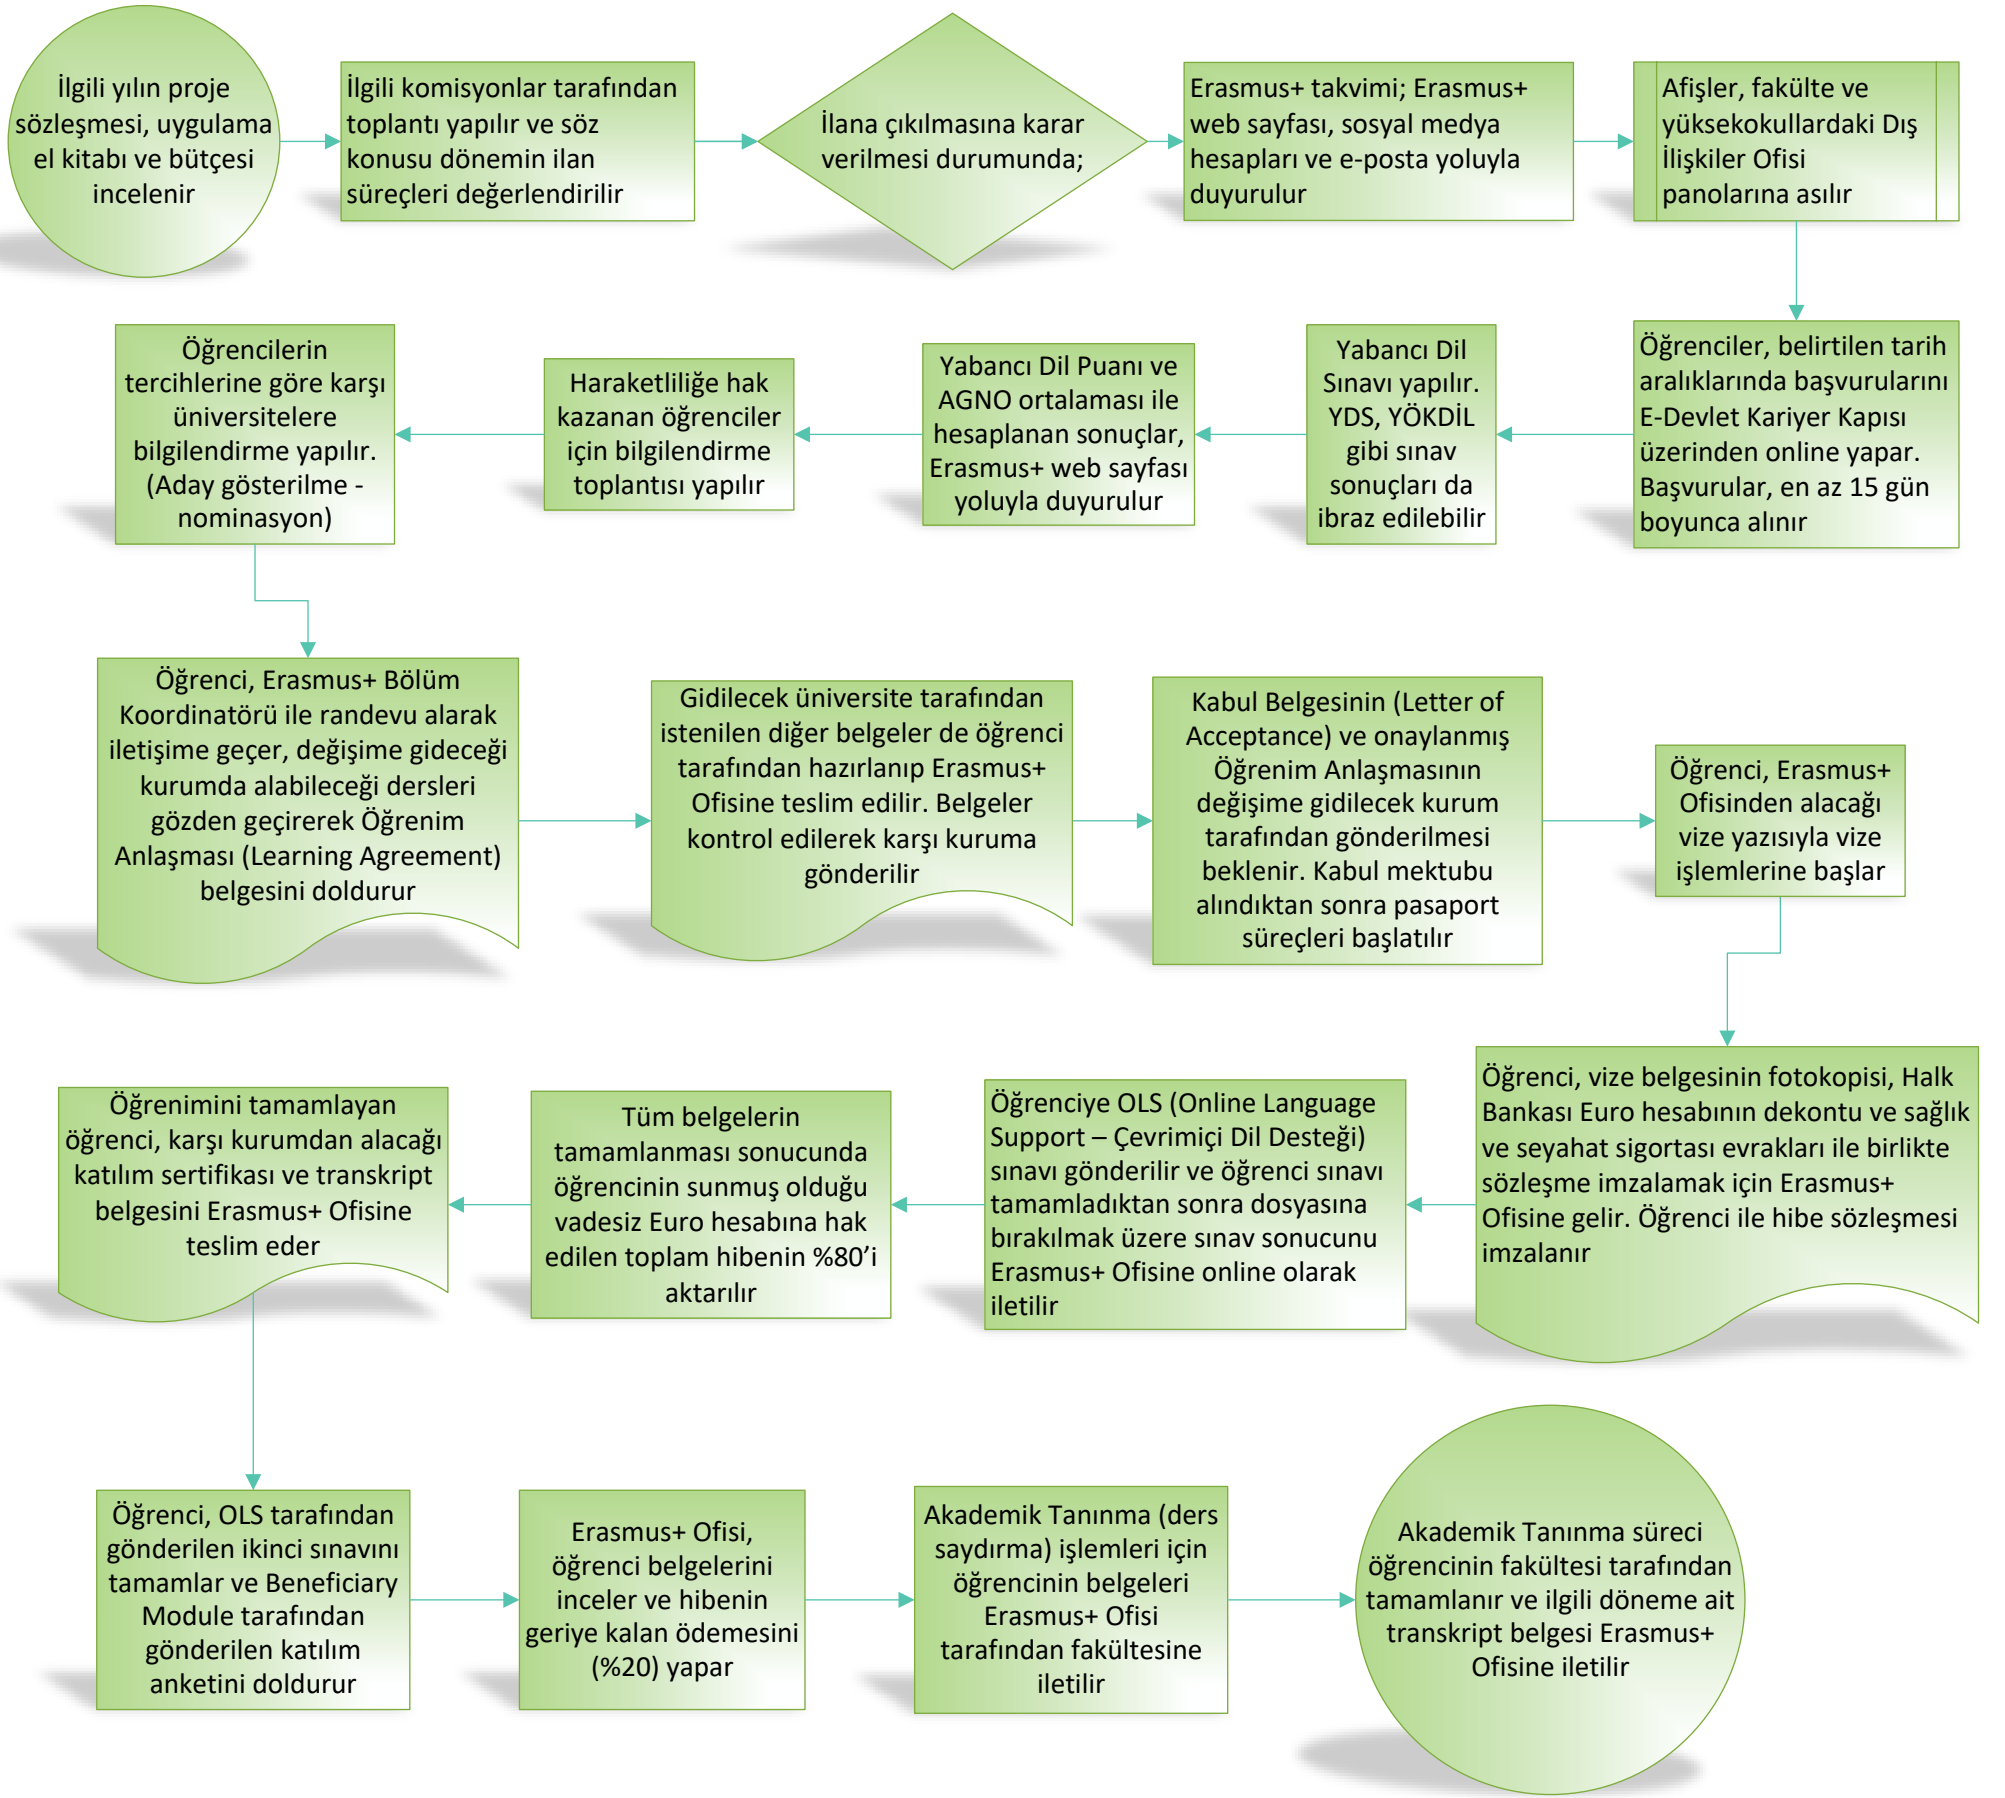 İlgili yılın proje
sözleşmesi, uygulama
el kitabı ve bütçesi
incelenir
İlgili komisyonlar tarafından
toplantı yapılır ve söz
konusu dönemin ilan
süreçleri değerlendirilir
İlana çıkılmasına karar
verilmesi durumunda;
Erasmus+ takvimi; Erasmus+
web sayfası, sosyal medya
hesapları ve e-posta yoluyla
duyurulur
Afişler, fakülte ve
yüksekokullardaki Dış
İlişkiler Ofisi
panolarına asılır
Öğrenciler, belirtilen tarih
aralıklarında başvurularını
E-Devlet Kariyer Kapısı
üzerinden online yapar.
Başvurular, en az 15 gün
boyunca alınır
Yabancı Dil
Sınavı yapılır.
YDS, YÖKDİL
gibi sınav
sonuçları da
ibraz edilebilir
Yabancı Dil Puanı ve
AGNO ortalaması ile
hesaplanan sonuçlar,
Erasmus+ web sayfası
yoluyla duyurulur
Haraketliliğe hak
kazanan öğrenciler
için bilgilendirme
toplantısı yapılır
Öğrencilerin
tercihlerine göre karşı
üniversitelere
bilgilendirme yapılır.
(Aday gösterilme -
nominasyon)
Öğrenci, Erasmus+ Bölüm
Koordinatörü ile randevu alarak
iletişime geçer, değişime gideceği
kurumda alabileceği dersleri
gözden geçirerek Öğrenim
Anlaşması (Learning Agreement)
belgesini doldurur
Gidilecek üniversite tarafından
istenilen diğer belgeler de öğrenci
tarafından hazırlanıp Erasmus+
Ofisine teslim edilir. Belgeler
kontrol edilerek karşı kuruma
gönderilir
Kabul Belgesinin (Letter of
Acceptance) ve onaylanmış
Öğrenim Anlaşmasının
değişime gidilecek kurum
tarafından gönderilmesi
beklenir. Kabul mektubu
alındıktan sonra pasaport
süreçleri başlatılır
Öğrenci, Erasmus+
Ofisinden alacağı
vize yazısıyla vize
işlemlerine başlar
Öğrenci, vize belgesinin fotokopisi, Halk
Bankası Euro hesabının dekontu ve sağlık
ve seyahat sigortası evrakları ile birlikte
sözleşme imzalamak için Erasmus+
Ofisine gelir. Öğrenci ile hibe sözleşmesi
imzalanır
Öğrenciye OLS (Online Language
Support – Çevrimiçi Dil Desteği)
sınavı gönderilir ve öğrenci sınavı
tamamladıktan sonra dosyasına
bırakılmak üzere sınav sonucunu
Erasmus+ Ofisine online olarak
iletilir
Tüm belgelerin
tamamlanması sonucunda
öğrencinin sunmuş olduğu
vadesiz Euro hesabına hak
edilen toplam hibenin %80’i
aktarılır
Öğrenimini tamamlayan
öğrenci, karşı kurumdan alacağı
katılım sertifikası ve transkript
belgesini Erasmus+ Ofisine
teslim eder
Öğrenci, OLS tarafından
gönderilen ikinci sınavını
tamamlar ve Beneficiary
Module tarafından
gönderilen katılım
anketini doldurur
Erasmus+ Ofisi,
öğrenci belgelerini
inceler ve hibenin
geriye kalan ödemesini
(%20) yapar
Akademik Tanınma (ders
saydırma) işlemleri için
öğrencinin belgeleri
Erasmus+ Ofisi
tarafından fakültesine
iletilir
Akademik Tanınma süreci
öğrencinin fakültesi tarafından
tamamlanır ve ilgili döneme ait
transkript belgesi Erasmus+
Ofisine iletilir